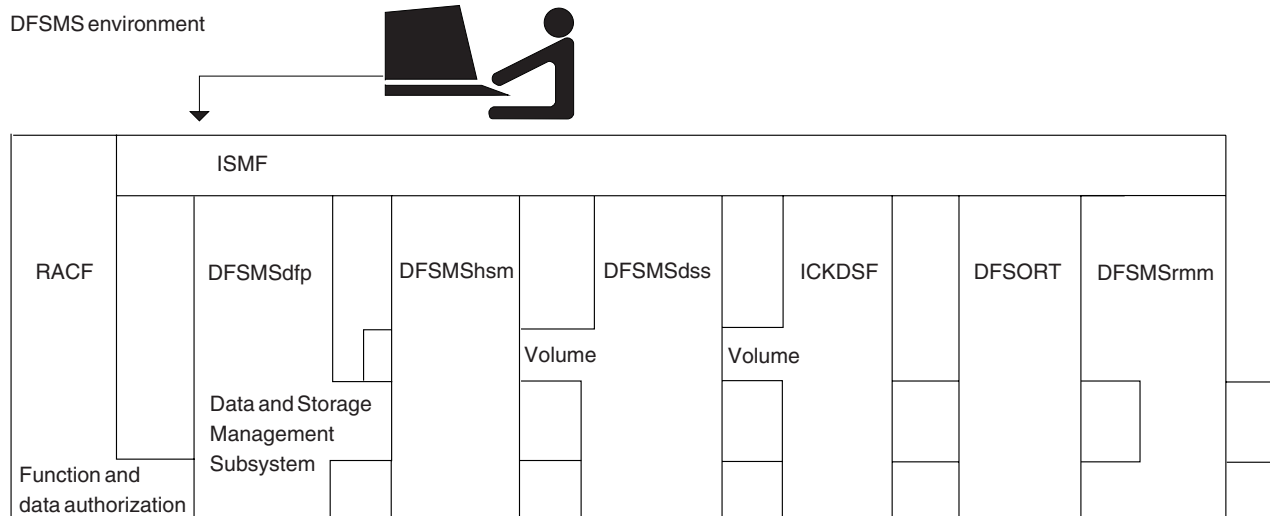 DFSMS environment
ISMF
RACF
DFSMSdfp
DFSMShsm
DFSMSdss
ICKDSF
DFSORT
DFSMSrmm
Volume
Volume
Data and Storage
Management
Subsystem
Function and
data authorization